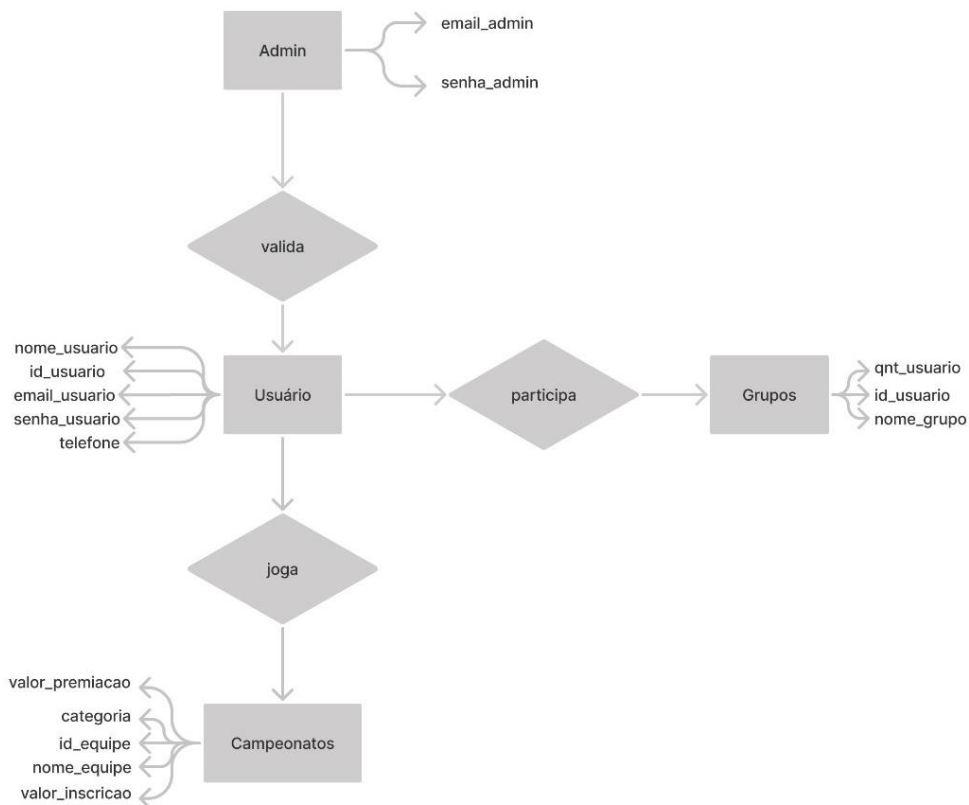 email_admin
Admin
senha_admin
valida
nome_usuario
id_usuario
email_usuario
senha_usuario
telefone
Usuário
participa
Grupos
qnt_usuario
id_usuario
nome_grupo
joga
valor_premiacao
categoria
id_equipe
nome_equipe
valor_inscricao
Campeonatos